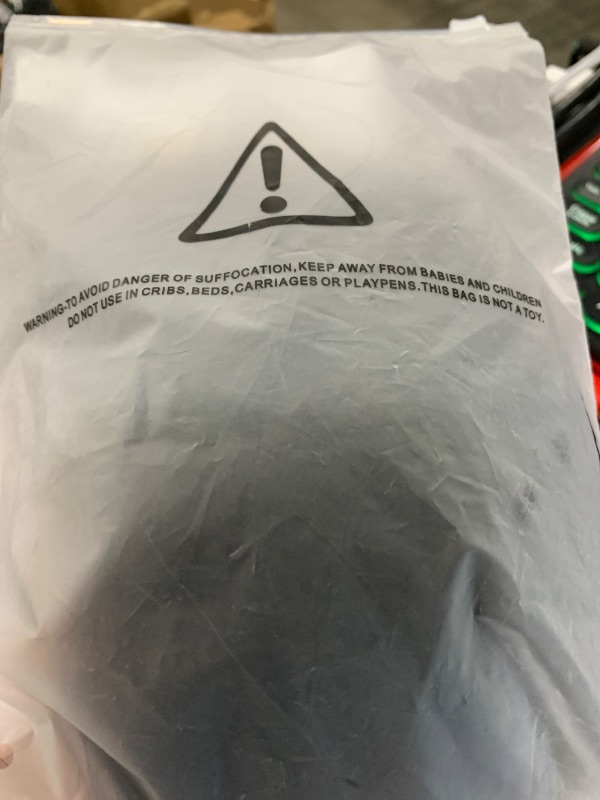 WARNING-TO AVOID DANGER OF SUFFOCATION,KEEP AWAY FROM BABIES AND CHILDREN
DO NOT USE IN CRIBS,BEDS,CARRIAGES OR PLAYPENS.THIS BAG IS NOT A TOY.